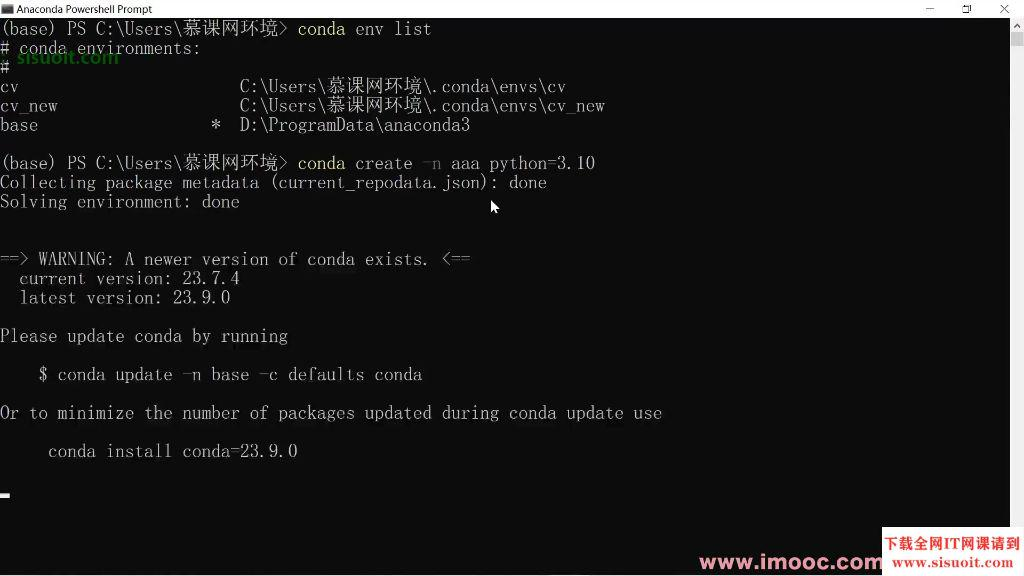 Anaconda Powershell Prompt
(base) PS C:\Users\慕课网环境> conda env list
# conda environments:
sisuoit.com
#
cv C:\Users\慕课网环境\.conda\envs\cv
cv_new C:\Users\慕课网环境\.conda\envs\cv_new
base * D:\ProgramData\anaconda3
(base) PS C:\Users\慕课网环境> conda create -n aaa python=3.10
Collecting package metadata (current_repodata.json): done
Solving environment: done
==> WARNING: A newer version of conda exists. <==
current version: 23.7.4
latest version: 23.9.0
Please update conda by running
$ conda update -n base -c defaults conda
Or to minimize the number of packages updated during conda update use
conda install conda=23.9.0
下载全网IT网课请到
www.imooc.com
www.sisuoit.com